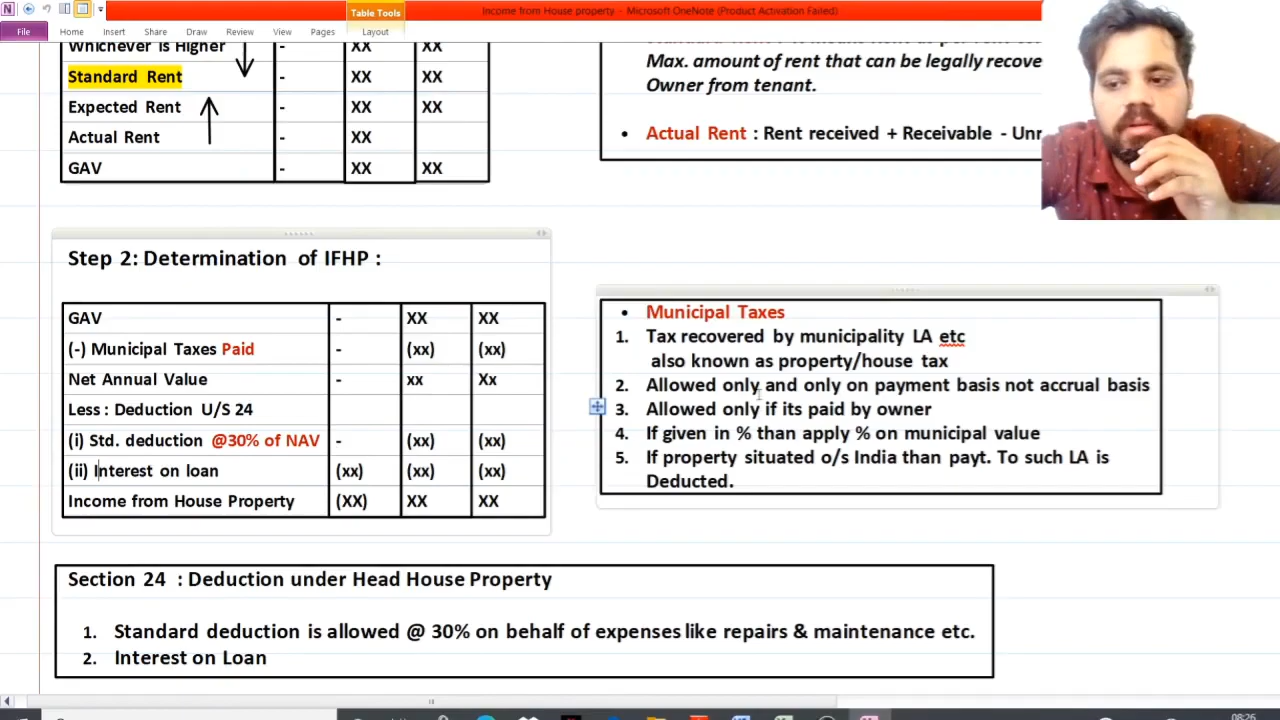 Table Tools
Income from House property. - Microsoft OneNote (Product Activation Failed)
File Home Insert Share Draw Review View Pages Layout
Whichever is Higher - XX XX
Standard Rent - XX XX
Expected Rent - XX XX
Actual Rent - XX
GAV - XX XX
Max. amount of rent that can be legally recove
Owner from tenant.
• Actual Rent : Rent received + Receivable - Unr
Step 2: Determination of IFHP :
GAV - XX XX
(-) Municipal Taxes Paid - (xx) (xx)
Net Annual Value - xx Xx
Less : Deduction U/S 24
(i) Std. deduction @30% of NAV - (xx) (xx)
(ii) Interest on loan (xx) (xx) (xx)
Income from House Property (XX) XX XX
• Municipal Taxes
1. Tax recovered by municipality LA etc
also known as property/house tax
2. Allowed only and only on payment basis not accrual basis
3. Allowed only if its paid by owner
4. If given in % than apply % on municipal value
5. If property situated o/s India than payt. To such LA is
Deducted.
Section 24 : Deduction under Head House Property
1. Standard deduction is allowed @ 30% on behalf of expenses like repairs & maintenance etc.
2. Interest on Loan
08:26